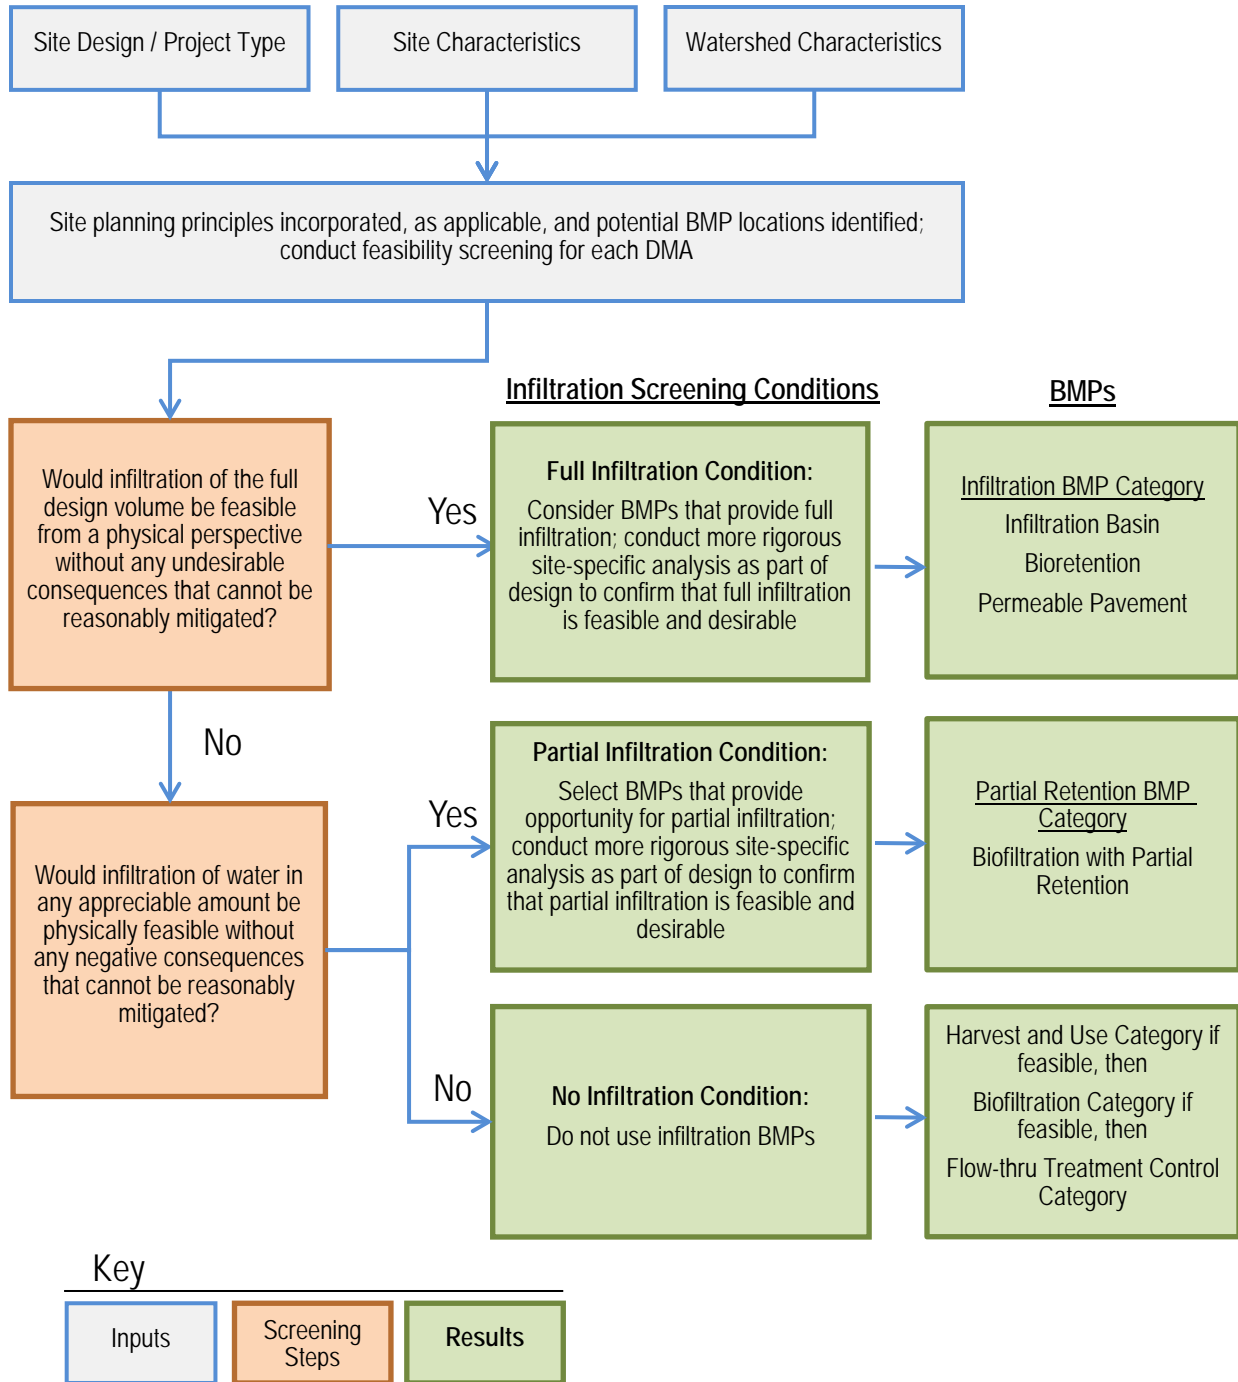 Site Design / Project Type
Site Characteristics
Watershed Characteristics
Site planning principles incorporated, as applicable, and potential BMP locations identified;
conduct feasibility screening for each DMA
Infiltration Screening Conditions
BMPs
Would infiltration of the full
design volume be feasible
from a physical perspective
without any undesirable
consequences that cannot be
reasonably mitigated?
Yes
Full Infiltration Condition:
Consider BMPs that provide full
infiltration; conduct more rigorous
site-specific analysis as part of
design to confirm that full infiltration
is feasible and desirable
Infiltration BMP Category
Infiltration Basin
Bioretention
Permeable Pavement
No
Would infiltration of water in
any appreciable amount be
physically feasible without
any negative consequences
that cannot be reasonably
mitigated?
Yes
Partial Infiltration Condition:
Select BMPs that provide
opportunity for partial infiltration;
conduct more rigorous site-specific
analysis as part of design to confirm
that partial infiltration is feasible and
desirable
Partial Retention BMP
Category
Biofiltration with Partial
Retention
No
No Infiltration Condition:
Do not use infiltration BMPs
Harvest and Use Category if
feasible, then
Biofiltration Category if
feasible, then
Flow-thru Treatment Control
Category
Key
Inputs
Screening
Steps
Results